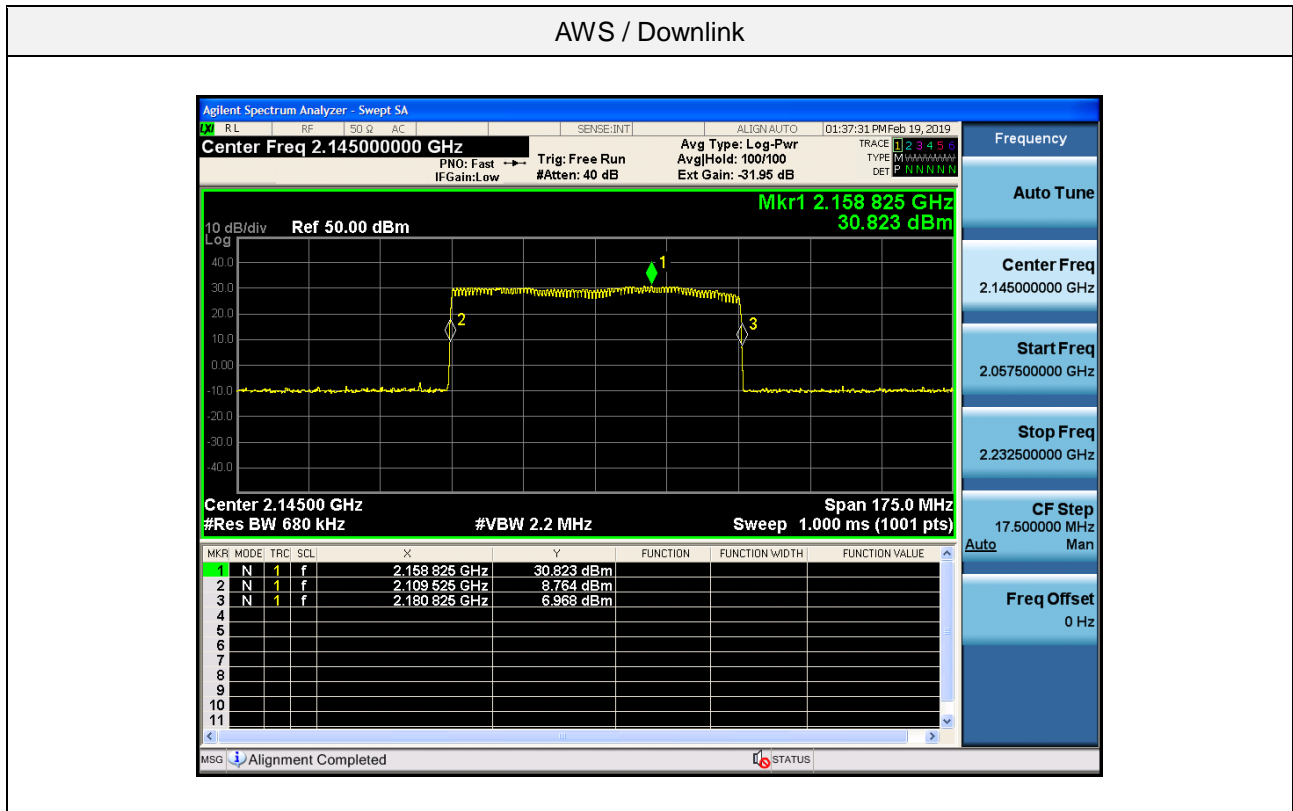 AWS / Downlink
Agilent Spectrum Analyzer - Swept SA
LXI RL RF 50 Ω AC SENSE:INT ALIGN AUTO 01:37:31 PM Feb 19, 2019
Center Freq 2.145000000 GHz
PNO: Fast
IFGain:Low
Trig: Free Run
#Atten: 40 dB
Avg Type: Log-Pwr
Avg|Hold: 100/100
Ext Gain: -31.95 dB
TRACE 1 2 3 4 5 6
TYPE M WWWWW
DET P N N N N N
Mkr1 2.158 825 GHz
30.823 dBm
10 dB/div Ref 50.00 dBm
Log
40.0
30.0
20.0
10.0
0.00
-10.0
-20.0
-30.0
-40.0
1
2
3
Center 2.14500 GHz Span 175.0 MHz
#Res BW 680 kHz #VBW 2.2 MHz Sweep 1.000 ms (1001 pts)
MKR MODE TRC SCL X Y FUNCTION FUNCTION WIDTH FUNCTION VALUE
1 N 1 f 2.158 825 GHz 30.823 dBm
2 N 1 f 2.109 525 GHz 8.764 dBm
3 N 1 f 2.180 825 GHz 6.968 dBm
4
5
6
7
8
9
10
11
MSG Alignment Completed STATUS
Frequency
Auto Tune
Center Freq
2.145000000 GHz
Start Freq
2.057500000 GHz
Stop Freq
2.232500000 GHz
CF Step
17.500000 MHz
Auto Man
Freq Offset
0 Hz